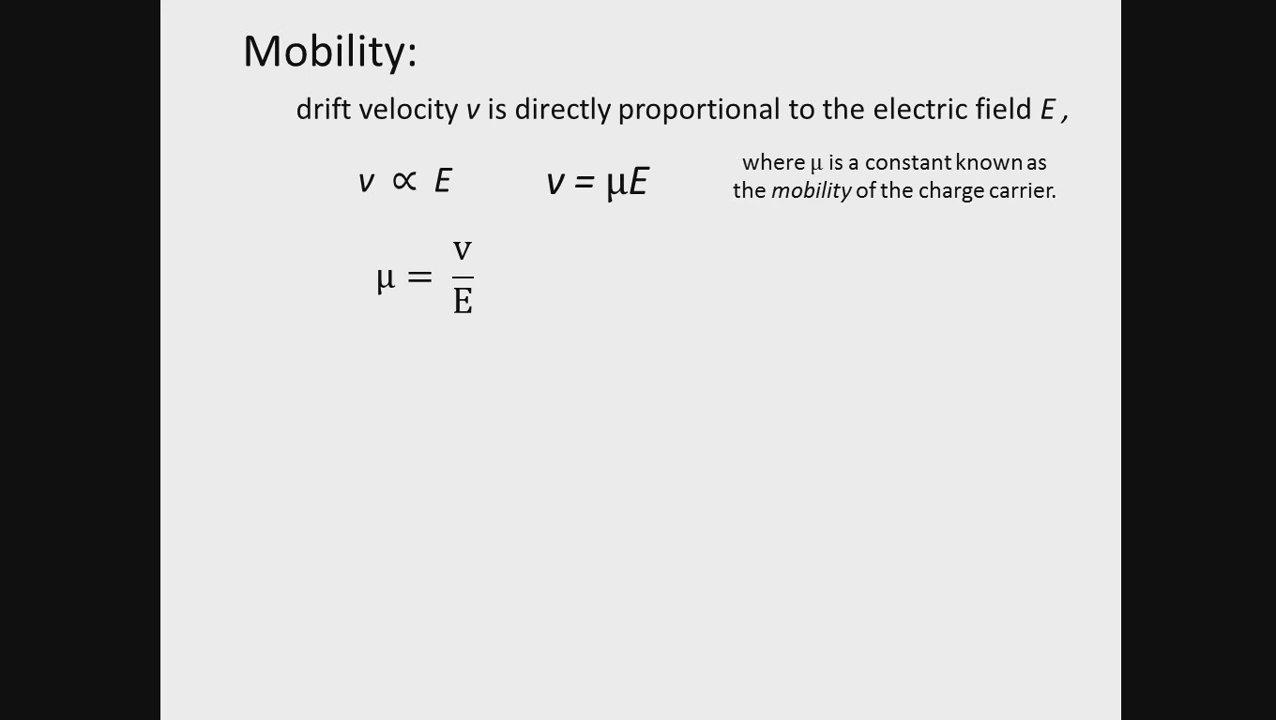 Mobility:
drift velocity v is directly proportional to the electric field E ,
v ∝ E
v = μE
where μ is a constant known as
the mobility of the charge carrier.
μ = v/E